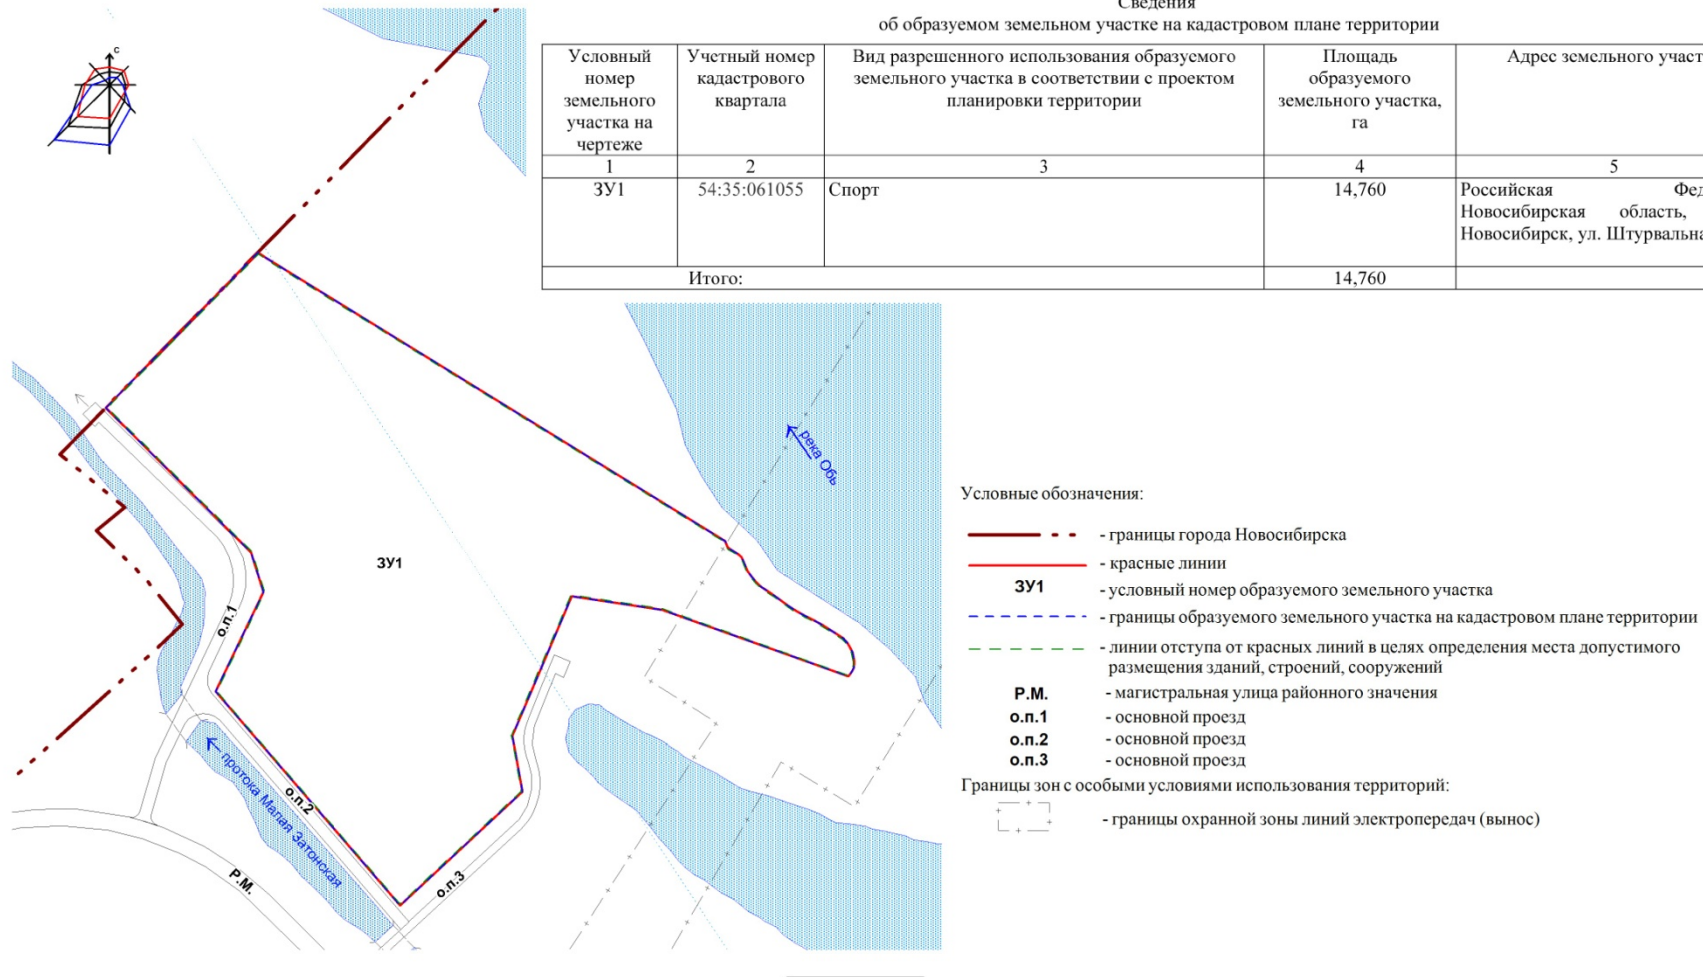 Сведения
об образуемом земельном участке на кадастровом плане территории
Условный номер земельного участка на чертеже
Учетный номер кадастрового квартала
Вид разрешенного использования образуемого земельного участка в соответствии с проектом планировки территории
Площадь образуемого земельного участка, га
Адрес земельного участ
1 2 3 4 5
ЗУ1 54:35:061055 Спорт 14,760 Российская Фед
Новосибирская область,
Новосибирск, ул. Штурвальна
Итого: 14,760
с
река Обь
ЗУ1
о.п.1
о.п.2
протока Малая Затонская
о.п.3
Р.М.
Условные обозначения:
- границы города Новосибирска
- красные линии
ЗУ1 - условный номер образуемого земельного участка
- границы образуемого земельного участка на кадастровом плане территории
- линии отступа от красных линий в целях определения места допустимого
размещения зданий, строений, сооружений
Р.М. - магистральная улица районного значения
о.п.1 - основной проезд
о.п.2 - основной проезд
о.п.3 - основной проезд
Границы зон с особыми условиями использования территорий:
- границы охранной зоны линий электропередач (вынос)